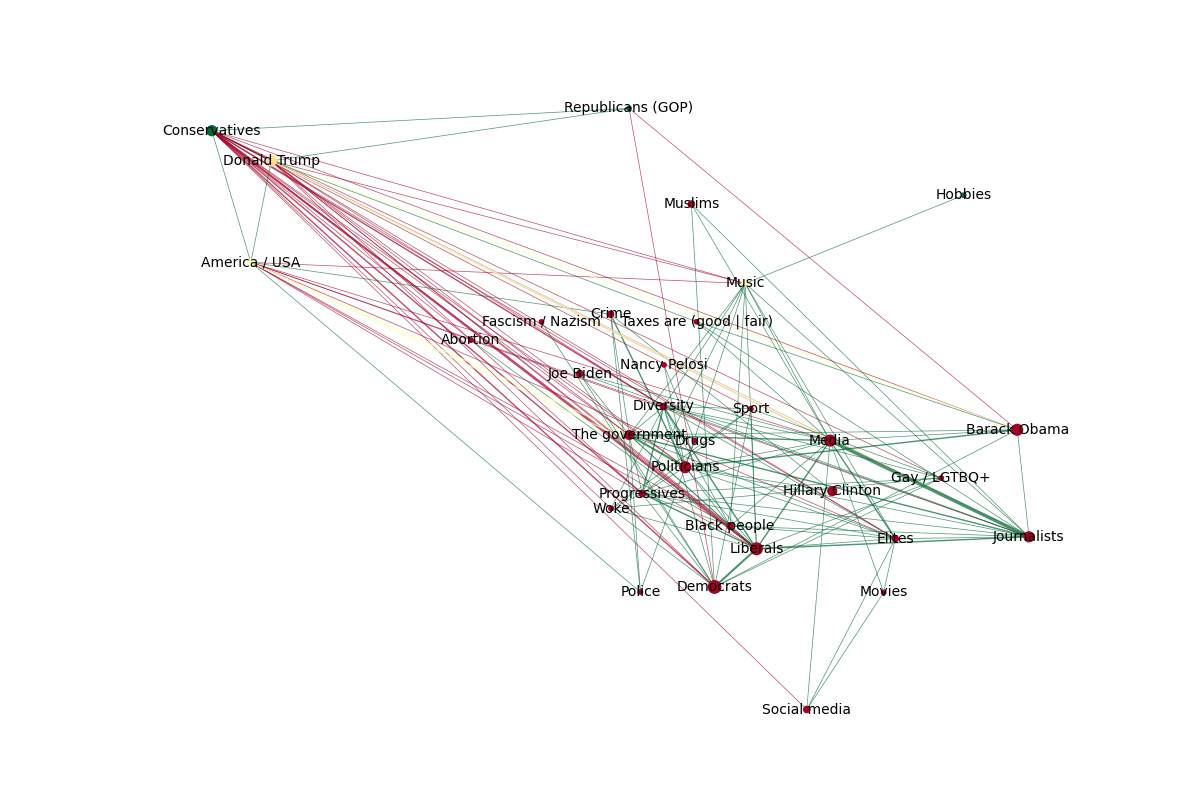 Republicans (GOP)
Conservatives
Donald Trump
Hobbies
Muslims
America / USA
Music
Crime
Fascism / Nazism
Taxes are (good | fair)
Abortion
Nancy Pelosi
Joe Biden
Diversity
Sport
Barack Obama
The government
Drugs
Media
Politicians
Gay / LGTBQ+
Hillary Clinton
Progressives
Woke
Black people
Journalists
Elites
Liberals
Democrats
Police
Movies
Social media